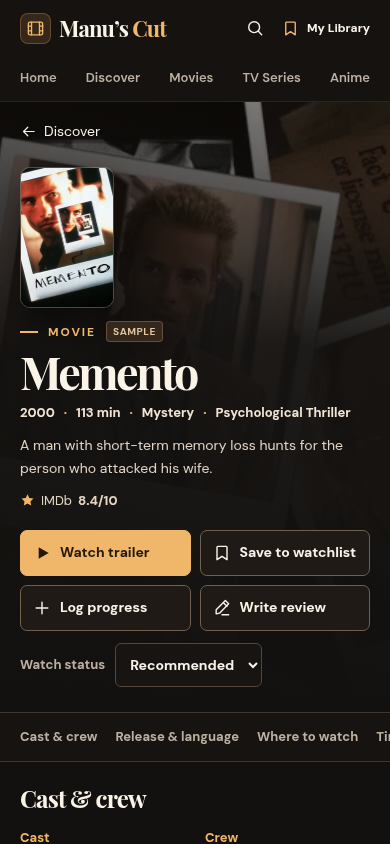 Manu's Cut
My Library
Home Discover Movies TV Series Anime
← Discover
MEMENTO
MOVIE SAMPLE
Memento
2000 · 113 min · Mystery · Psychological Thriller
A man with short-term memory loss hunts for the
person who attacked his wife.
IMDb 8.4/10
Watch trailer
Save to watchlist
Log progress
Write review
Watch status Recommended
Cast & crew Release & language Where to watch
Cast & crew
Cast Crew